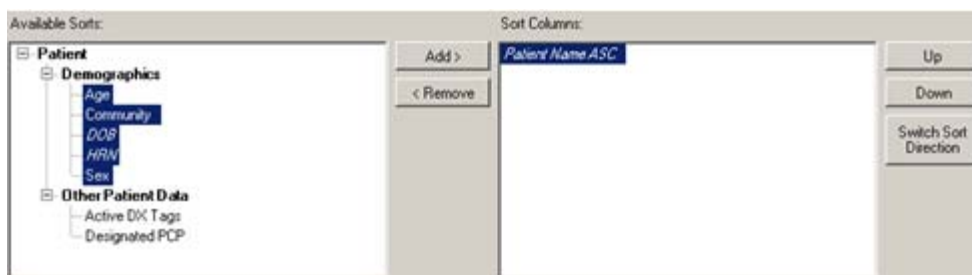 Available Sorts:
Patient
Demographics
Age
Community
DOB
HRN
Sex
Other Patient Data
Active DX Tags
Designated PCP
Add >
< Remove
Sort Columns:
Patient Name ASC
Up
Down
Switch Sort
Direction